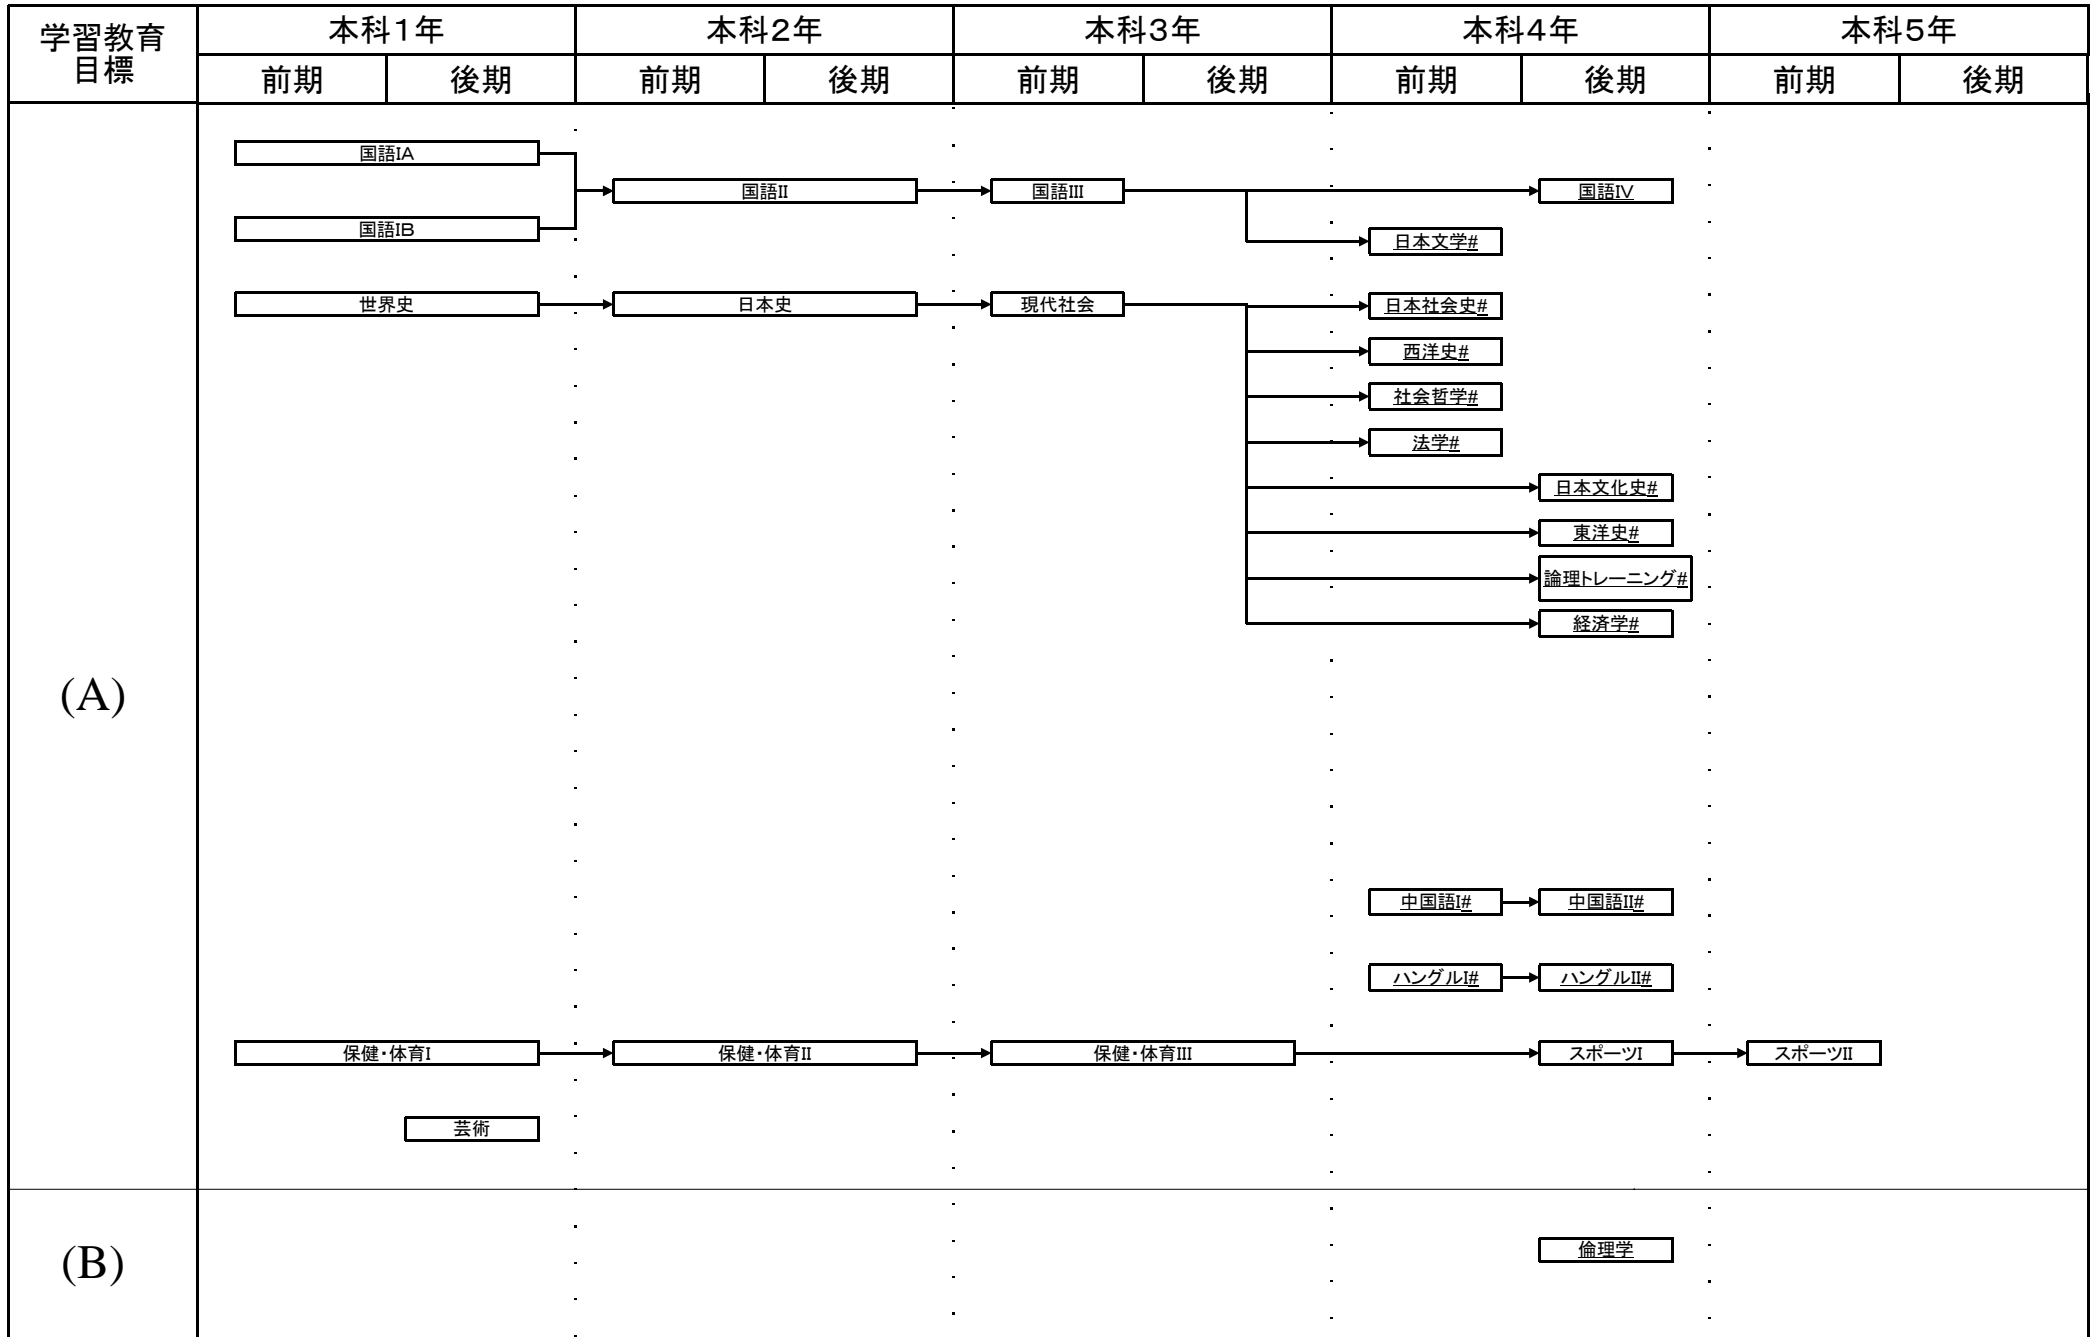 学習教育
目標
本科1年
本科2年
本科3年
本科4年
本科5年
前期
後期
前期
後期
前期
後期
前期
後期
前期
後期
(A)
国語IA
国語IB
国語II
国語III
国語IV
日本文学#
世界史
日本史
現代社会
日本社会史#
西洋史#
社会哲学#
法学#
日本文化史#
東洋史#
論理トレーニング#
経済学#
中国語I#
中国語II#
ハングルI#
ハングルII#
保健・体育I
保健・体育II
保健・体育III
スポーツI
スポーツII
芸術
(B)
倫理学